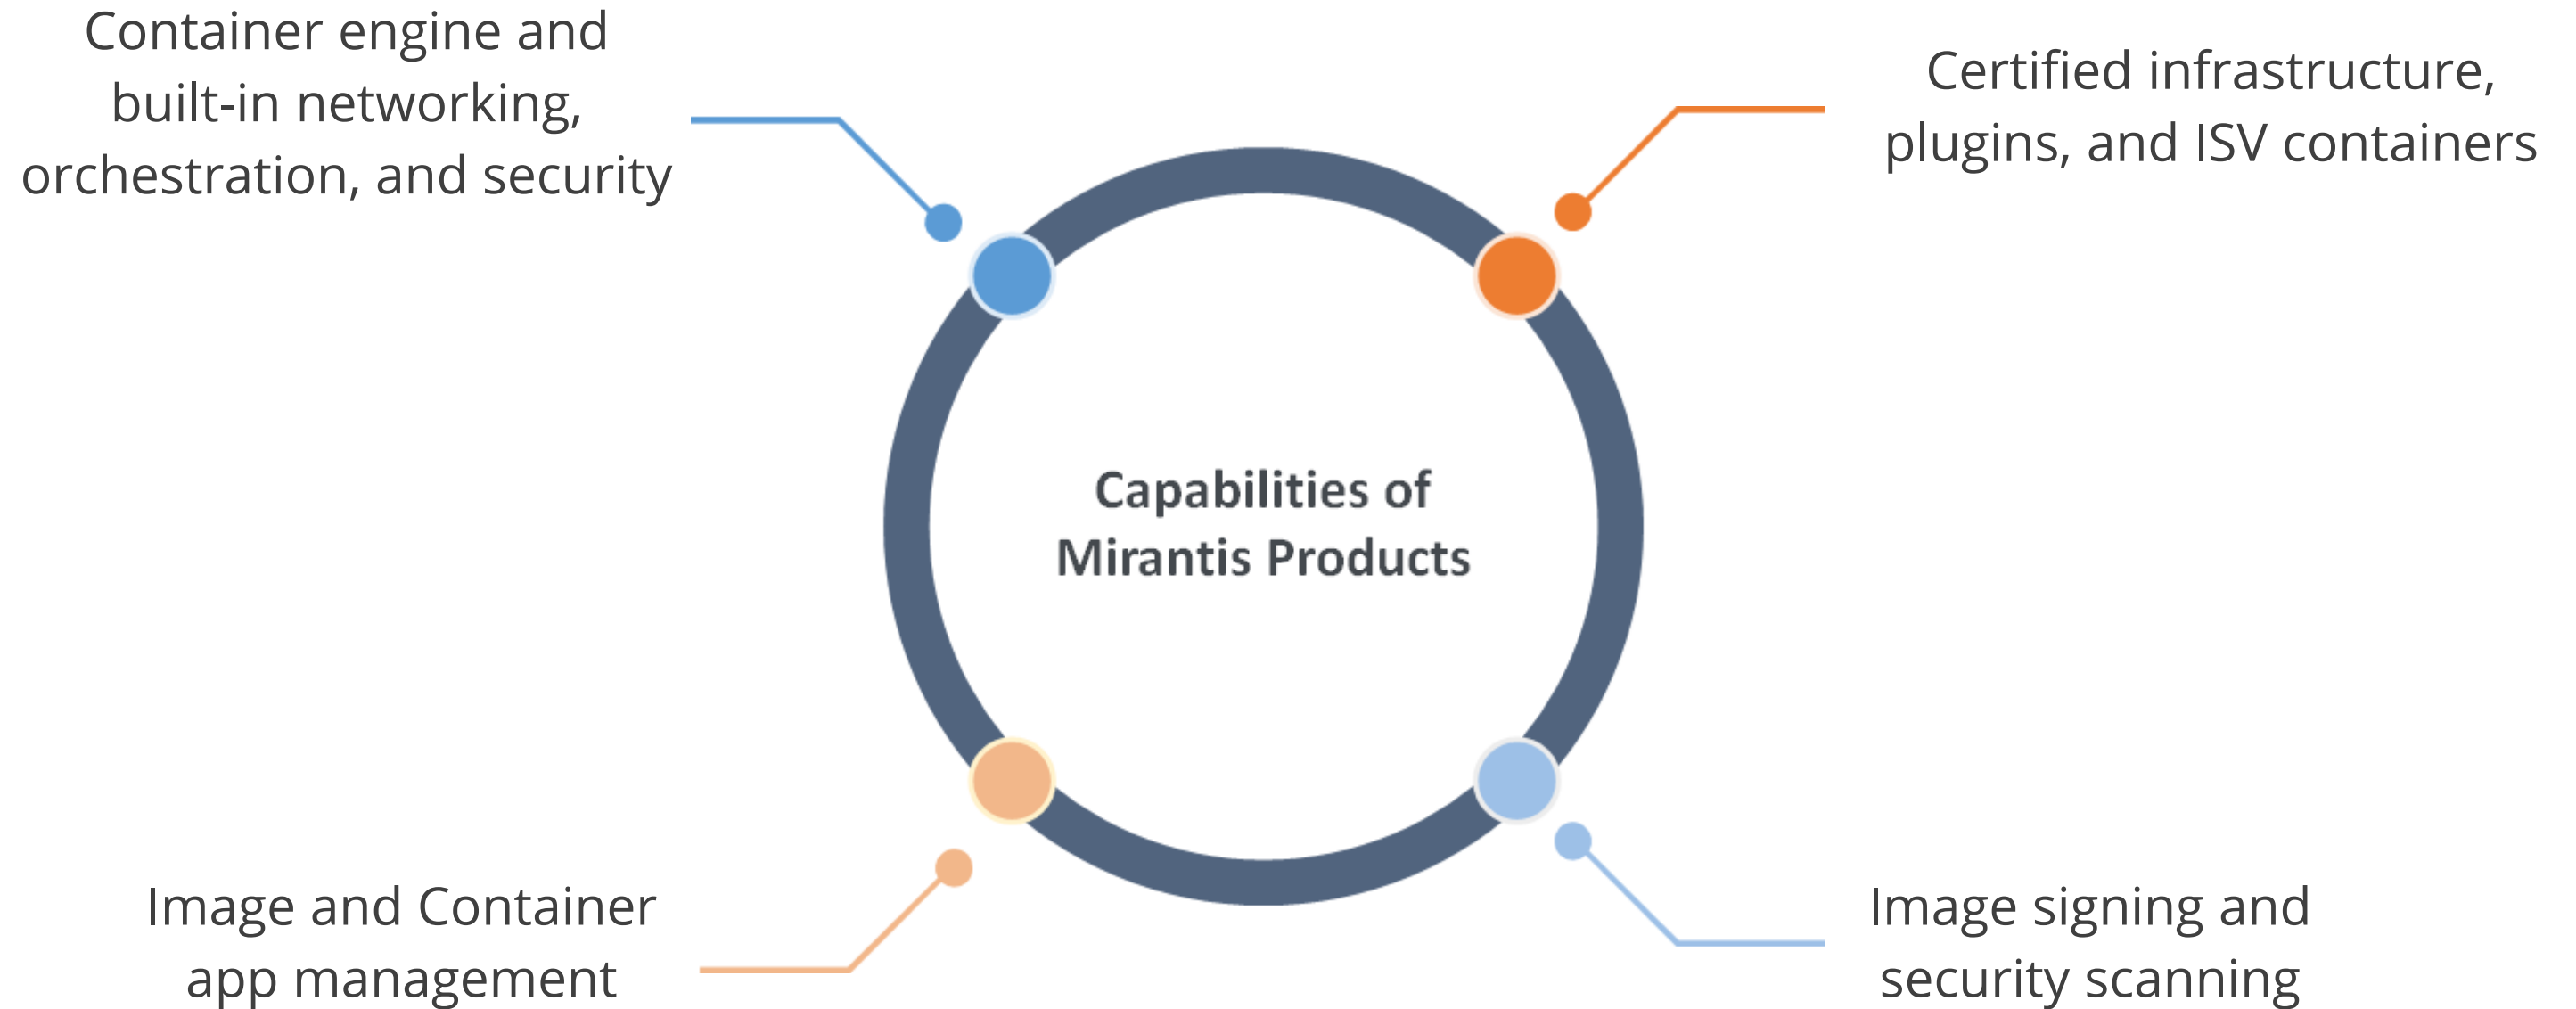 Container engine and
built-in networking,
orchestration, and security
Certified infrastructure,
plugins, and ISV containers
Capabilities of
Mirantis Products
Image and Container
app management
Image signing and
security scanning